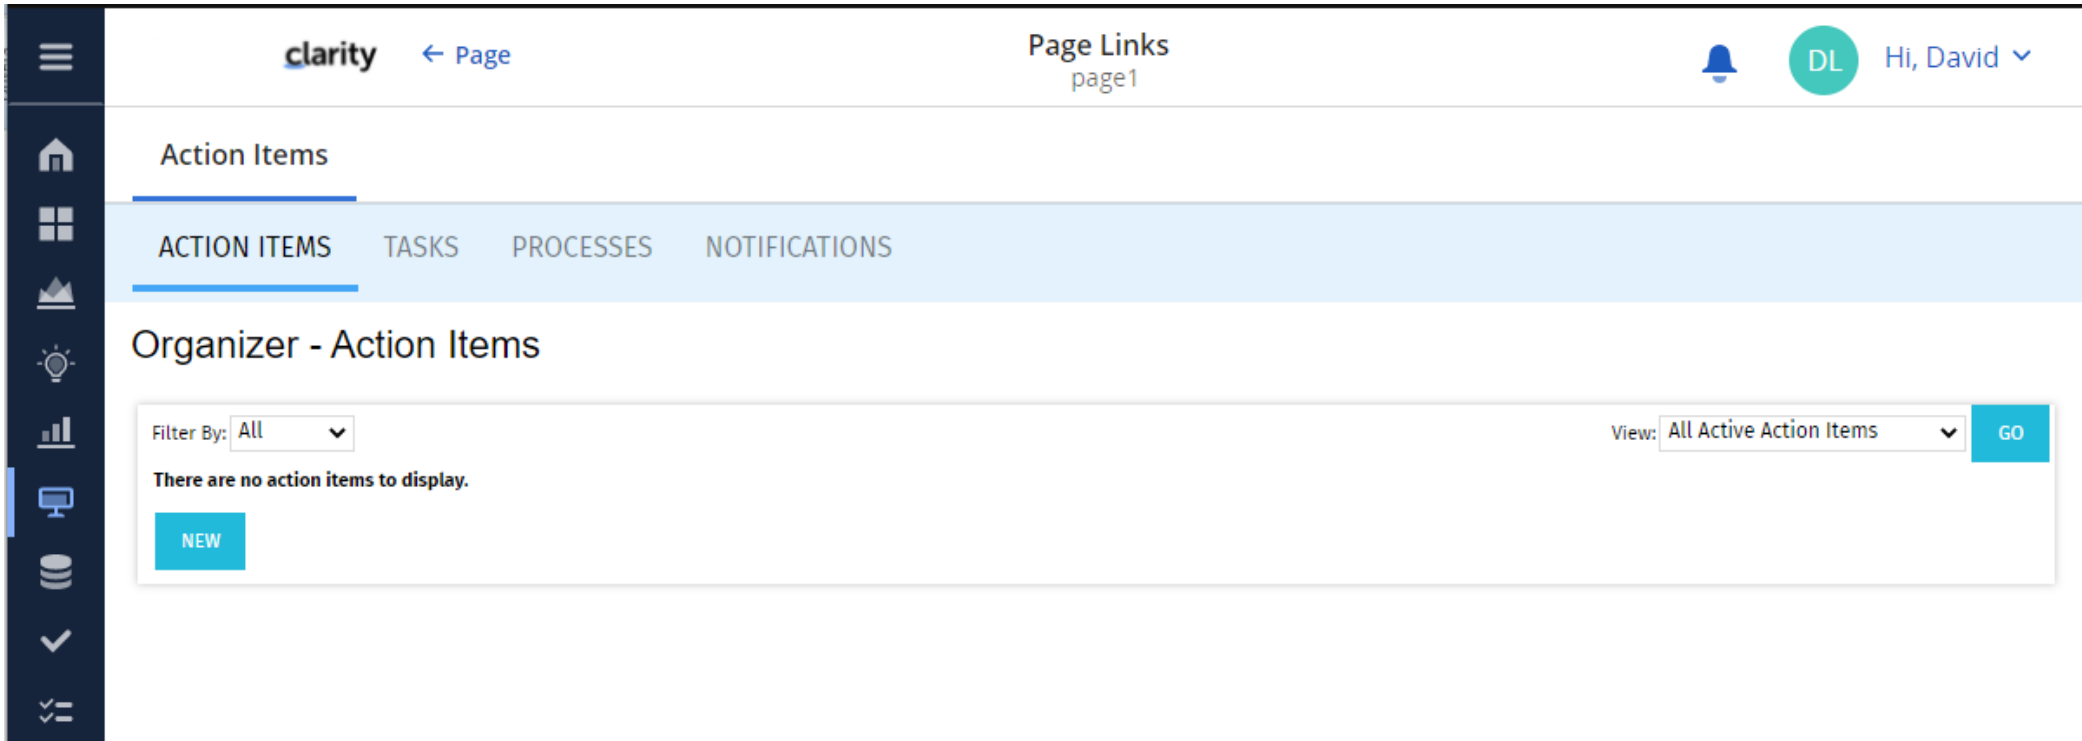 clarity
← Page
Page Links
page1
DL
Hi, David
Action Items
ACTION ITEMS TASKS PROCESSES NOTIFICATIONS
Organizer - Action Items
Filter By: All
View: All Active Action Items
GO
There are no action items to display.
NEW